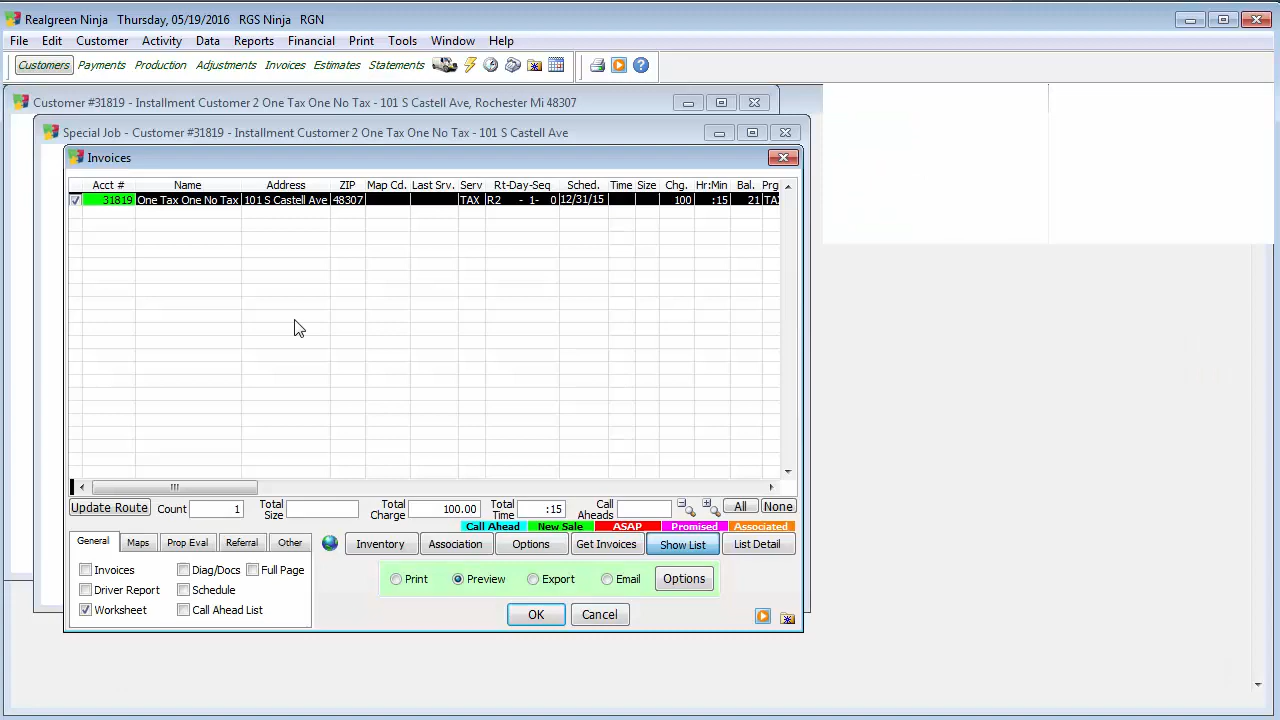 Realgreen Ninja Thursday, 05/19/2016 RGS Ninja RGN
File Edit Customer Activity Data Reports Financial Print Tools Window Help
Customers Payments Production Adjustments Invoices Estimates Statements
Customer #31819 - Installment Customer 2 One Tax One No Tax - 101 S Castell Ave, Rochester Mi 48307
Special Job - Customer #31819 - Installment Customer 2 One Tax One No Tax - 101 S Castell Ave
Invoices
Acct # Name Address ZIP Map Cd. Last Srv. Serv Rt-Day-Seq Sched. Time Size Chg. Hr:Min Bal. Prg
31819 One Tax One No Tax 101 S Castell Ave 48307 TAX R2 - 1- 0 12/31/15 100 :15 21 TA
Update Route Count 1 Total Size Total Charge 100.00 Total Time :15 Call Aheads All None
Call Ahead New Sale ASAP Promised Associated
General Maps Prop Eval Referral Other Inventory Association Options Get Invoices Show List List Detail
Invoices Diag/Docs Full Page
Print Preview Export Email Options
Driver Report Schedule
Worksheet Call Ahead List
OK Cancel